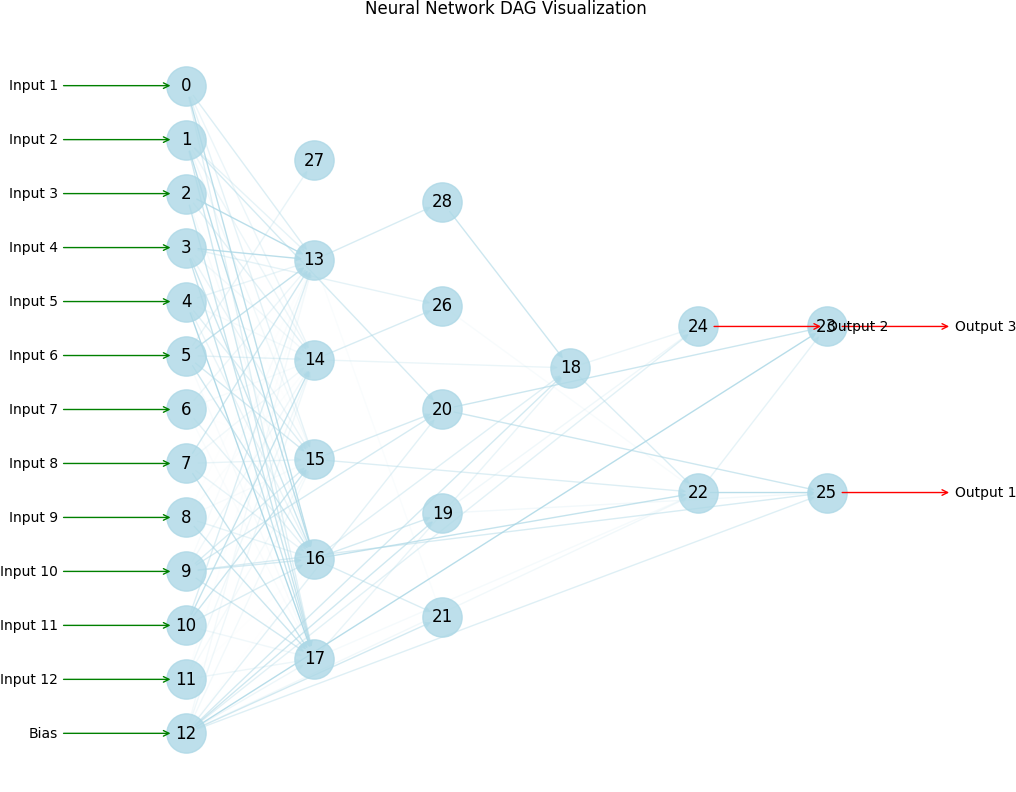 Neural Network DAG Visualization
Input 1
0
Input 2
1
27
Input 3
2
28
Input 4
3
13
Input 5
4
26
24
23
Output 2
Output 3
Input 6
5
14
18
Input 7
6
20
Input 8
7
15
22
25
Output 1
Input 9
8
19
Input 10
9
16
Input 11
10
21
Input 12
11
17
Bias
12